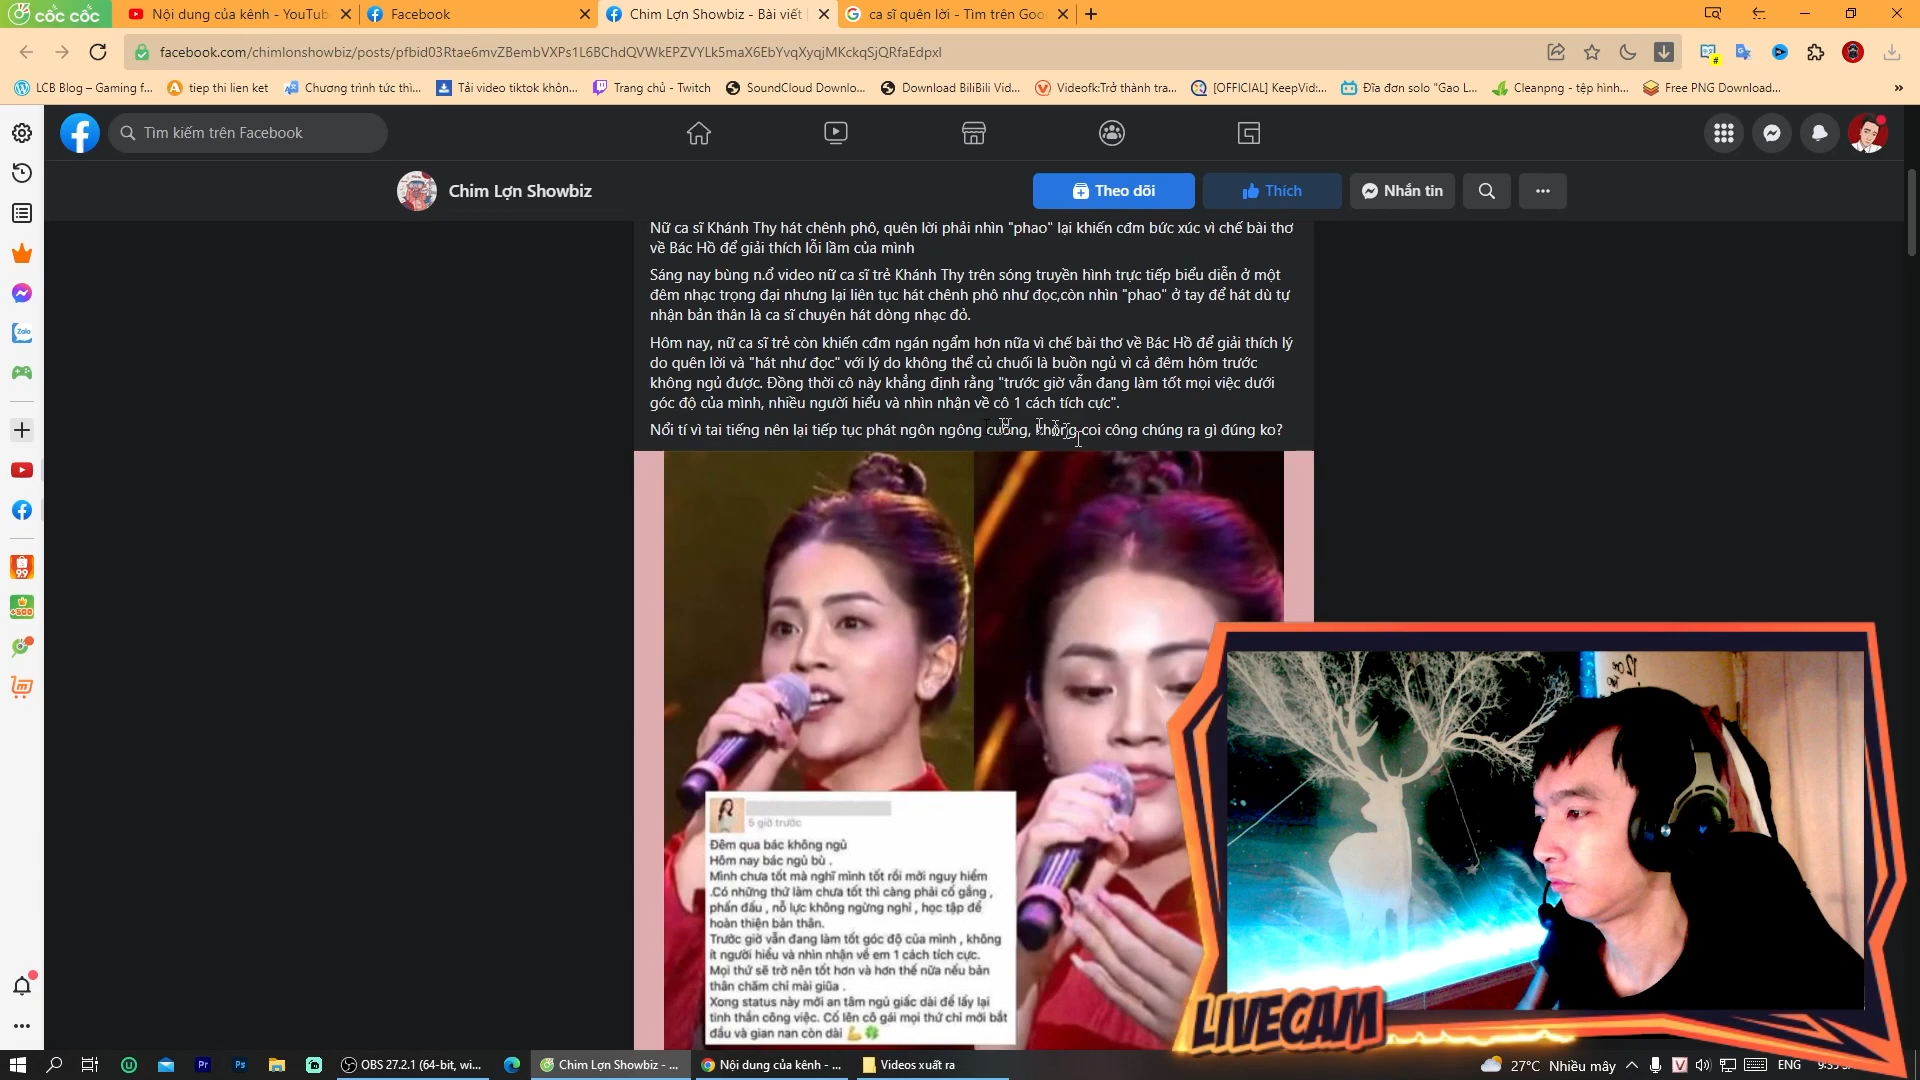 cốc cốc
Nội dung của kênh - YouTub
Facebook
Chim Lợn Showbiz - Bài viết
ca sĩ quên lời - Tìm trên Goo
facebook.com/chimlonshowbiz/posts/pfbid03Rtae6mvZBembVXPs1L6BChdQVWkEPZVYLk5maX6EbYvqXyqjMKckqSjQRfaEdpxl
LCB Blog – Gaming f...
tiep thi lien ket
Chương trình tức thì...
Tải video tiktok khôn...
Trang chủ - Twitch
SoundCloud Downlo...
Download BiliBili Vid...
Videofk:Trở thành tra...
[OFFICIAL] KeepVid:...
Đĩa đơn solo "Gao L...
Cleanpng - tệp hình...
Free PNG Download...
Tìm kiếm trên Facebook
Chim Lợn Showbiz
Theo dõi
Thích
Nhắn tin
Nữ ca sĩ Khánh Thy hát chênh phô, quên lời phải nhìn "phao" lại khiến cđm bức xúc vì chế bài thơ
về Bác Hồ để giải thích lỗi lầm của mình
Sáng nay bùng n.ổ video nữ ca sĩ trẻ Khánh Thy trên sóng truyền hình trực tiếp biểu diễn ở một
đêm nhạc trọng đại nhưng lại liên tục hát chênh phô như đọc,còn nhìn "phao" ở tay để hát dù tự
nhận bản thân là ca sĩ chuyên hát dòng nhạc đỏ.
Hôm nay, nữ ca sĩ trẻ còn khiến cđm ngán ngẩm hơn nữa vì chế bài thơ về Bác Hồ để giải thích lý
do quên lời và "hát như đọc" với lý do không thể củ chuối là buồn ngủ vì cả đêm hôm trước
không ngủ được. Đồng thời cô này khẳng định rằng "trước giờ vẫn đang làm tốt mọi việc dưới
góc độ của mình, nhiều người hiểu và nhìn nhận về cô 1 cách tích cực".
Nổi tí vì tai tiếng nên lại tiếp tục phát ngôn ngông cuồng, không coi công chúng ra gì đúng ko?
5 giờ trước
Đêm qua bác không ngủ
Hôm nay bác ngủ bù .
Mình chưa tốt mà nghĩ mình tốt rồi mới nguy hiểm
.Có những thứ làm chưa tốt thì càng phải cố gắng ,
phấn đấu , nỗ lực không ngừng nghỉ , học tập để
hoàn thiện bản thân.
Trước giờ vẫn đang làm tốt góc độ của mình , không
ít người hiểu và nhìn nhận về em 1 cách tích cực.
Mọi thứ sẽ trở nên tốt hơn và hơn thế nữa nếu bản
thân chăm chỉ mài giũa .
Xong status này mới an tâm ngủ giấc dài để lấy lại
tinh thần công việc. Cố lên cô gái mọi thứ chỉ mới bắt
đầu và gian nan còn dài 💪🍀
LIVECAM
OBS 27.2.1 (64-bit, wi...
Chim Lợn Showbiz - ...
Nội dung của kênh - ...
Videos xuất ra
27°C Nhiều mây
ENG